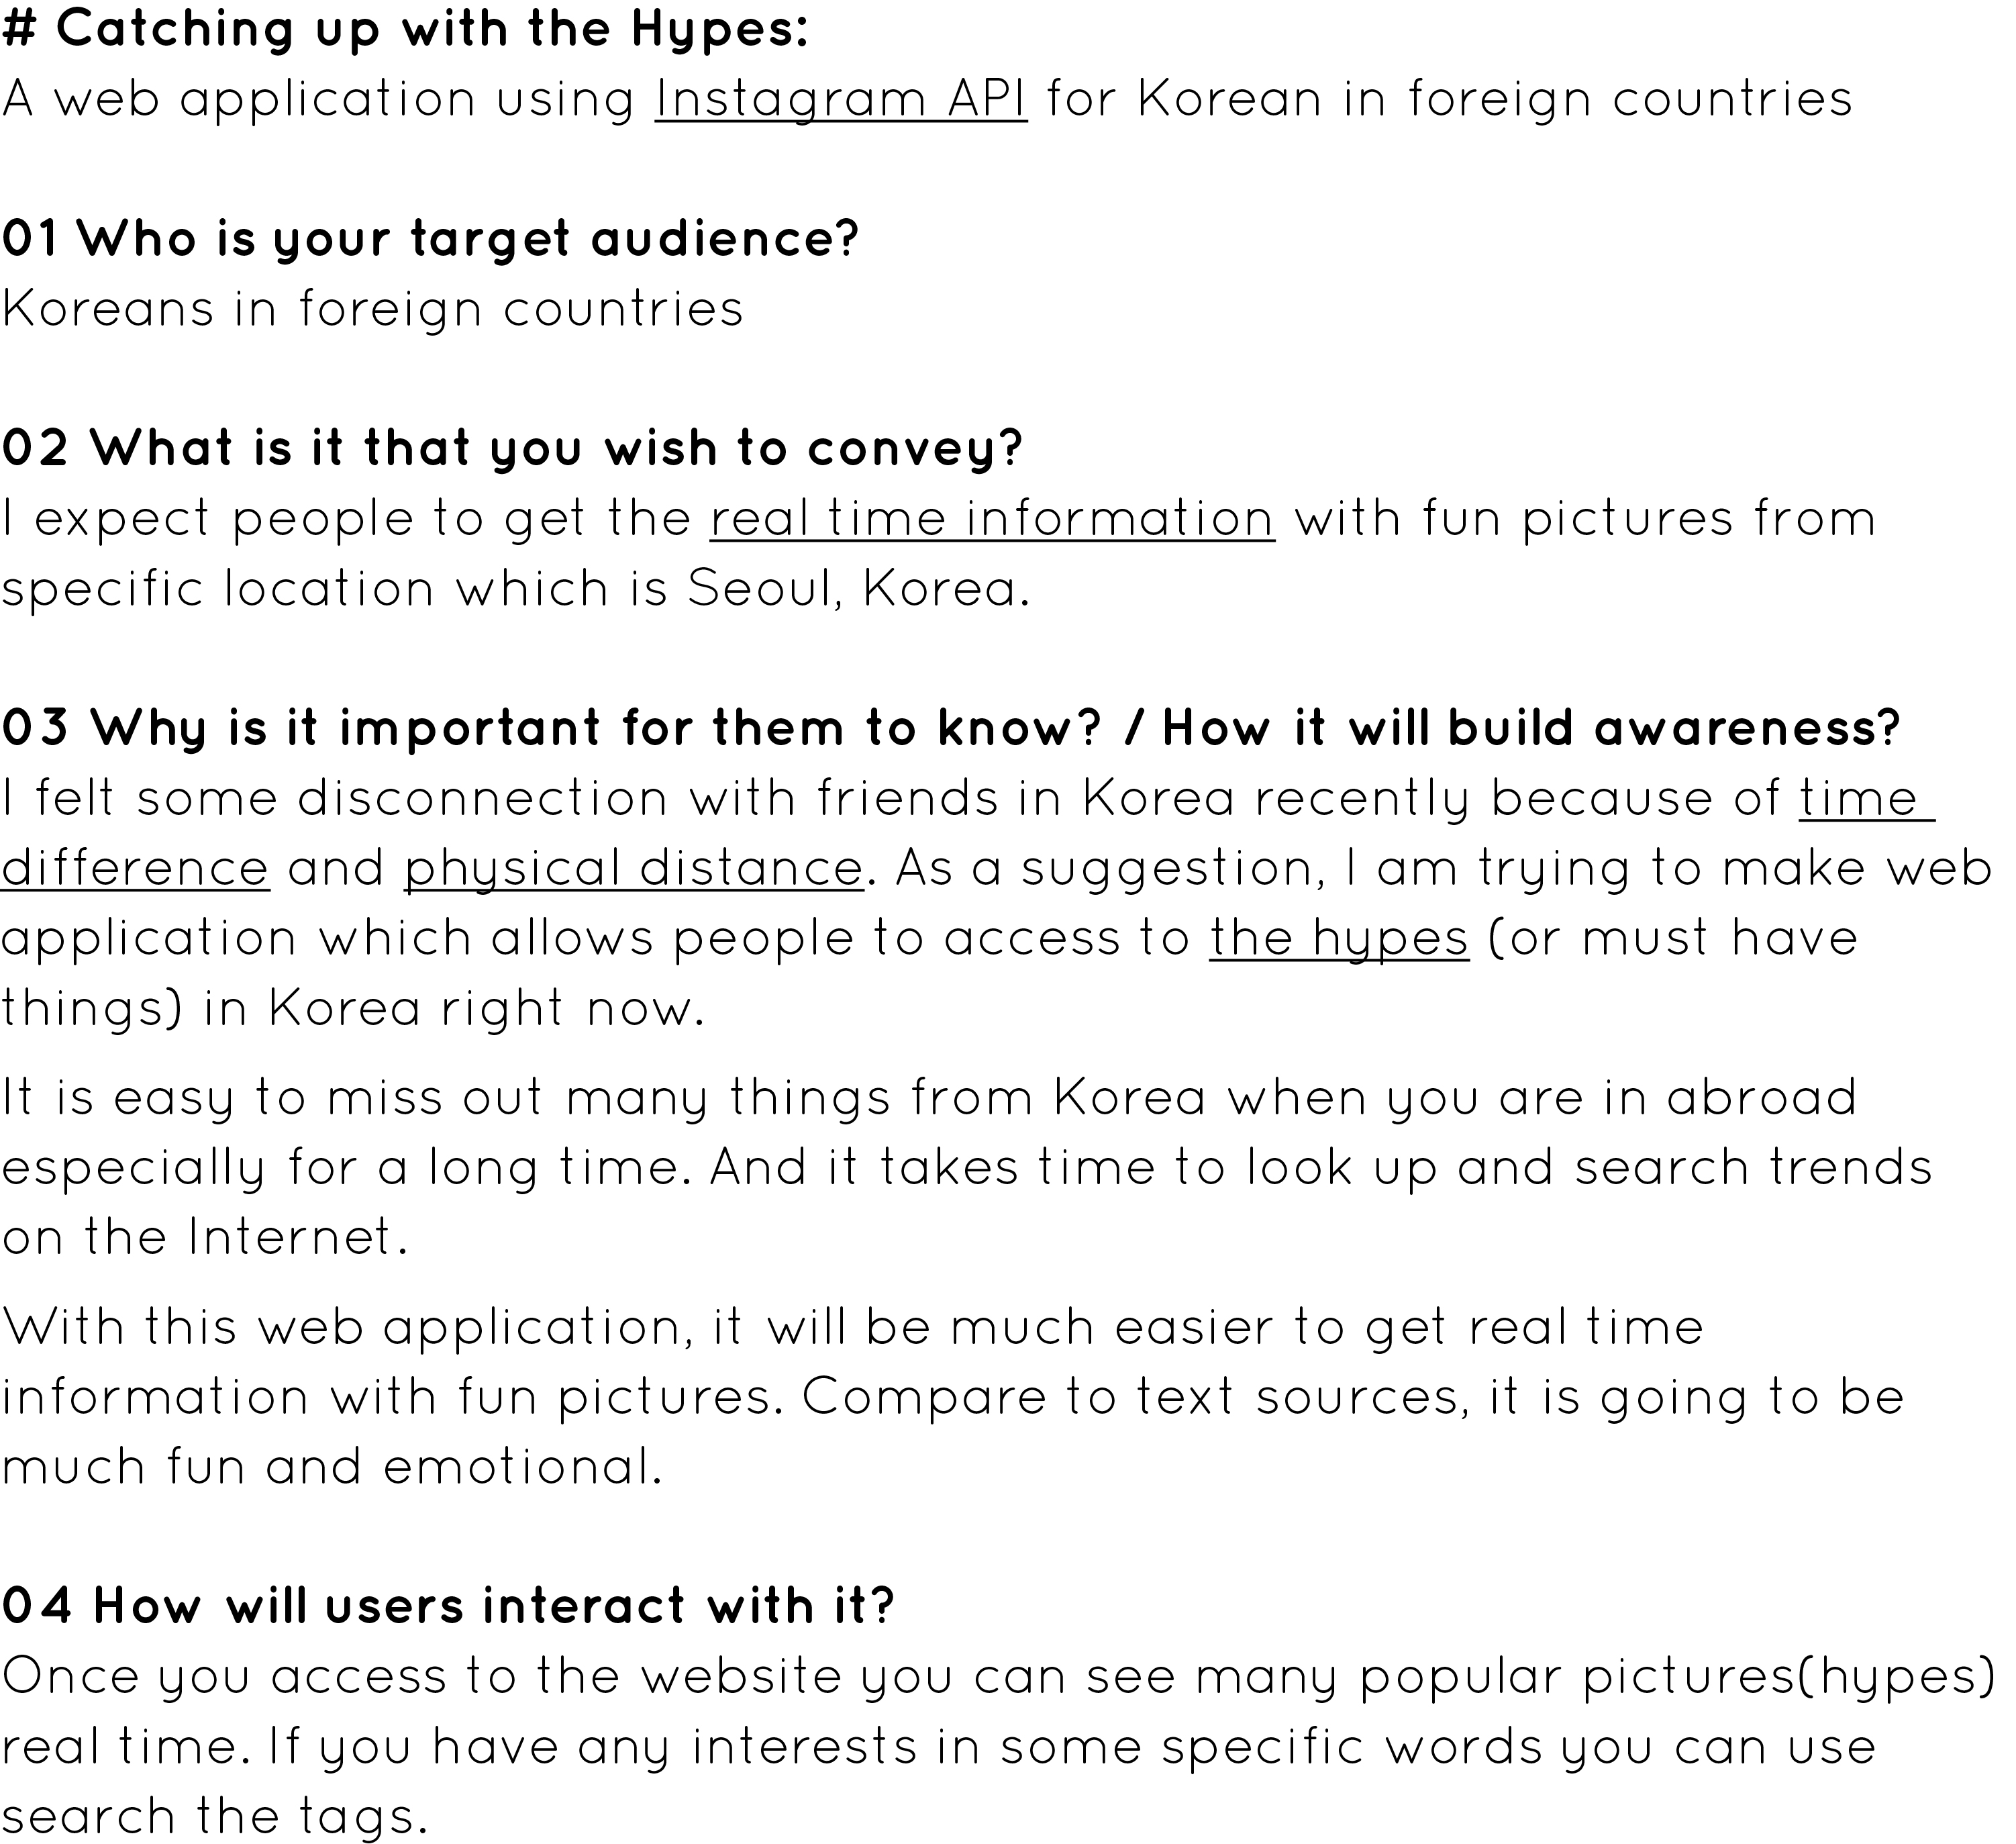 # Catching up with the Hypes:
A web application using Instagram API for Korean in foreign countries
01 Who is your target audience?
Koreans in foreign countries
02 What is it that you wish to convey?
I expect people to get the real time information with fun pictures from
specific location which is Seoul, Korea.
03 Why is it important for them to know? / How it will build awareness?
I felt some disconnection with friends in Korea recently because of time
difference and physical distance. As a suggestion, I am trying to make web
application which allows people to access to the hypes (or must have
things) in Korea right now.
It is easy to miss out many things from Korea when you are in abroad
especially for a long time. And it takes time to look up and search trends
on the Internet.
With this web application, it will be much easier to get real time
information with fun pictures. Compare to text sources, it is going to be
much fun and emotional.
04 How will users interact with it?
Once you access to the website you can see many popular pictures(hypes)
real time. If you have any interests in some specific words you can use
search the tags.